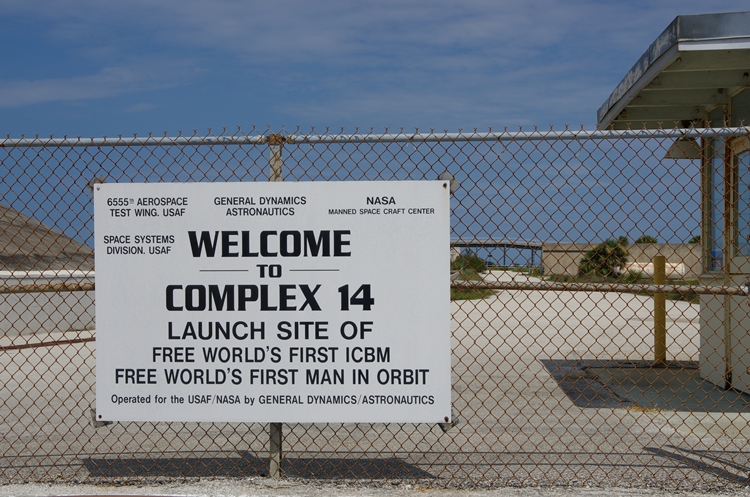 6555th AEROSPACE
TEST WING. USAF
GENERAL DYNAMICS
ASTRONAUTICS
NASA
MANNED SPACE CRAFT CENTER
SPACE SYSTEMS
DIVISION. USAF
WELCOME
TO
COMPLEX 14
LAUNCH SITE OF
FREE WORLD'S FIRST ICBM
FREE WORLD'S FIRST MAN IN ORBIT
Operated for the USAF/NASA by GENERAL DYNAMICS/ASTRONAUTICS